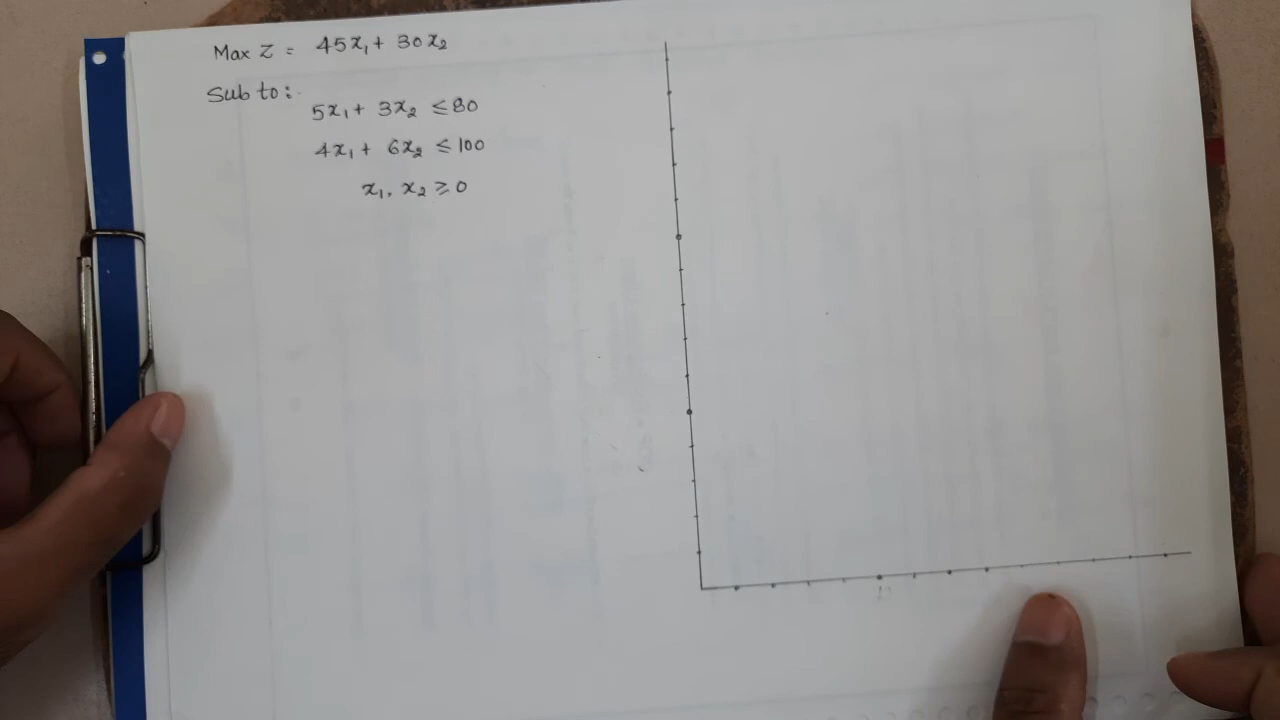 Max Z = 45x₁ + 30x₂
Sub to:
5x₁ + 3x₂ ≤ 80
4x₁ + 6x₂ ≤ 100
x₁, x₂ ≥ 0